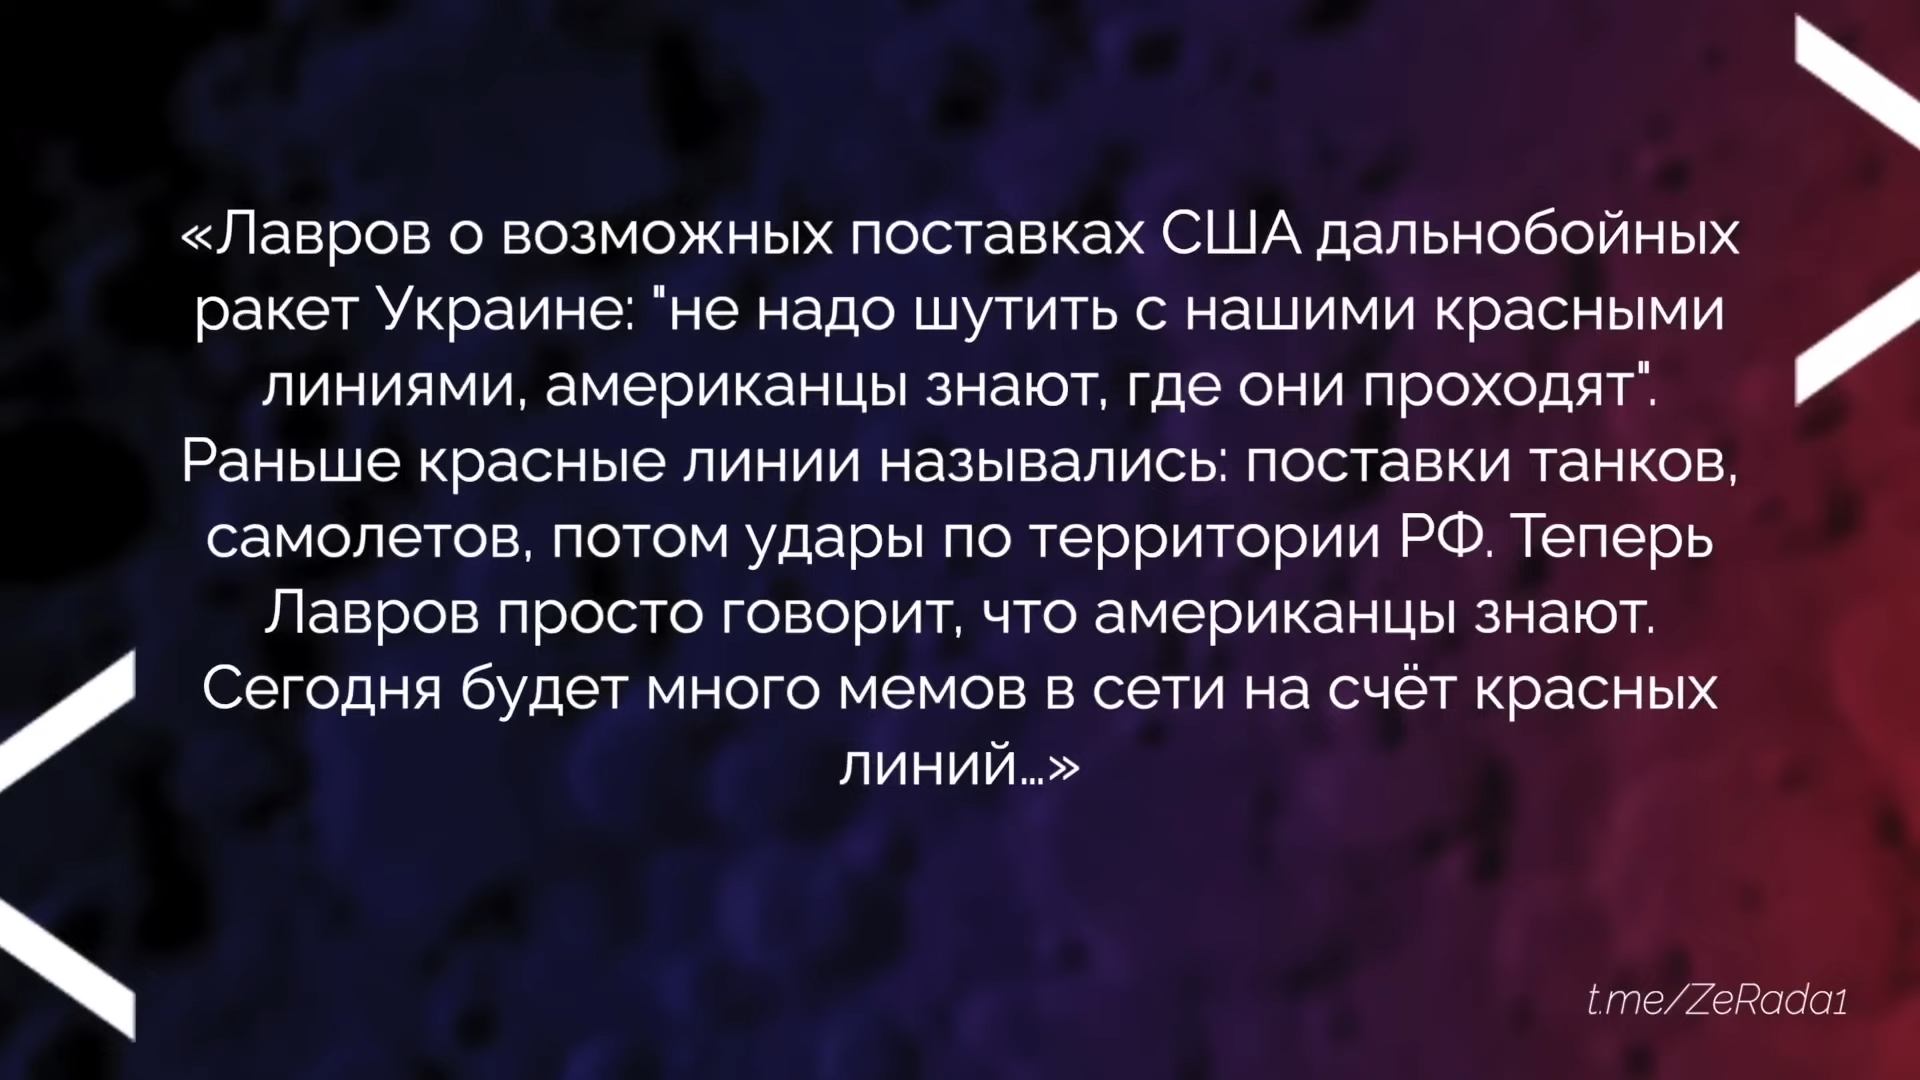 «Лавров о возможных поставках США дальнобойных
ракет Украине: "не надо шутить с нашими красными
линиями, американцы знают, где они проходят".
Раньше красные линии назывались: поставки танков,
самолетов, потом удары по территории РФ. Теперь
Лавров просто говорит, что американцы знают.
Сегодня будет много мемов в сети на счёт красных
линий…»
t.me/ZeRada1